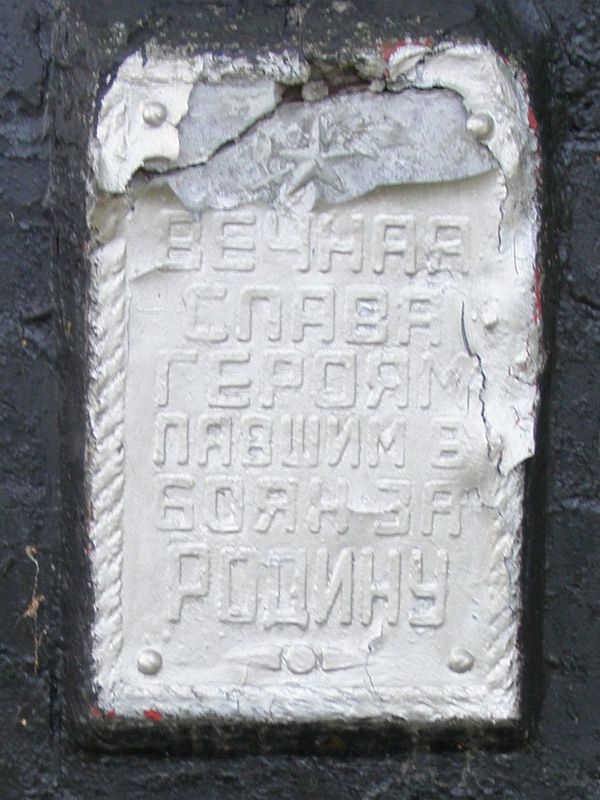 ВЕЧНАЯ
СЛАВА
ГЕРОЯМ
ПАВШИМ В
БОЯХ ЗА
РОДИНУ